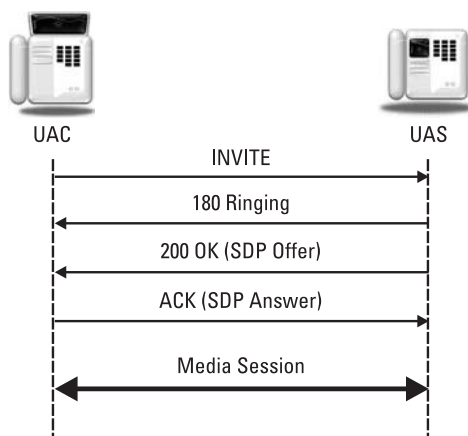 UAC
UAS
INVITE
180 Ringing
200 OK (SDP Offer)
ACK (SDP Answer)
Media Session